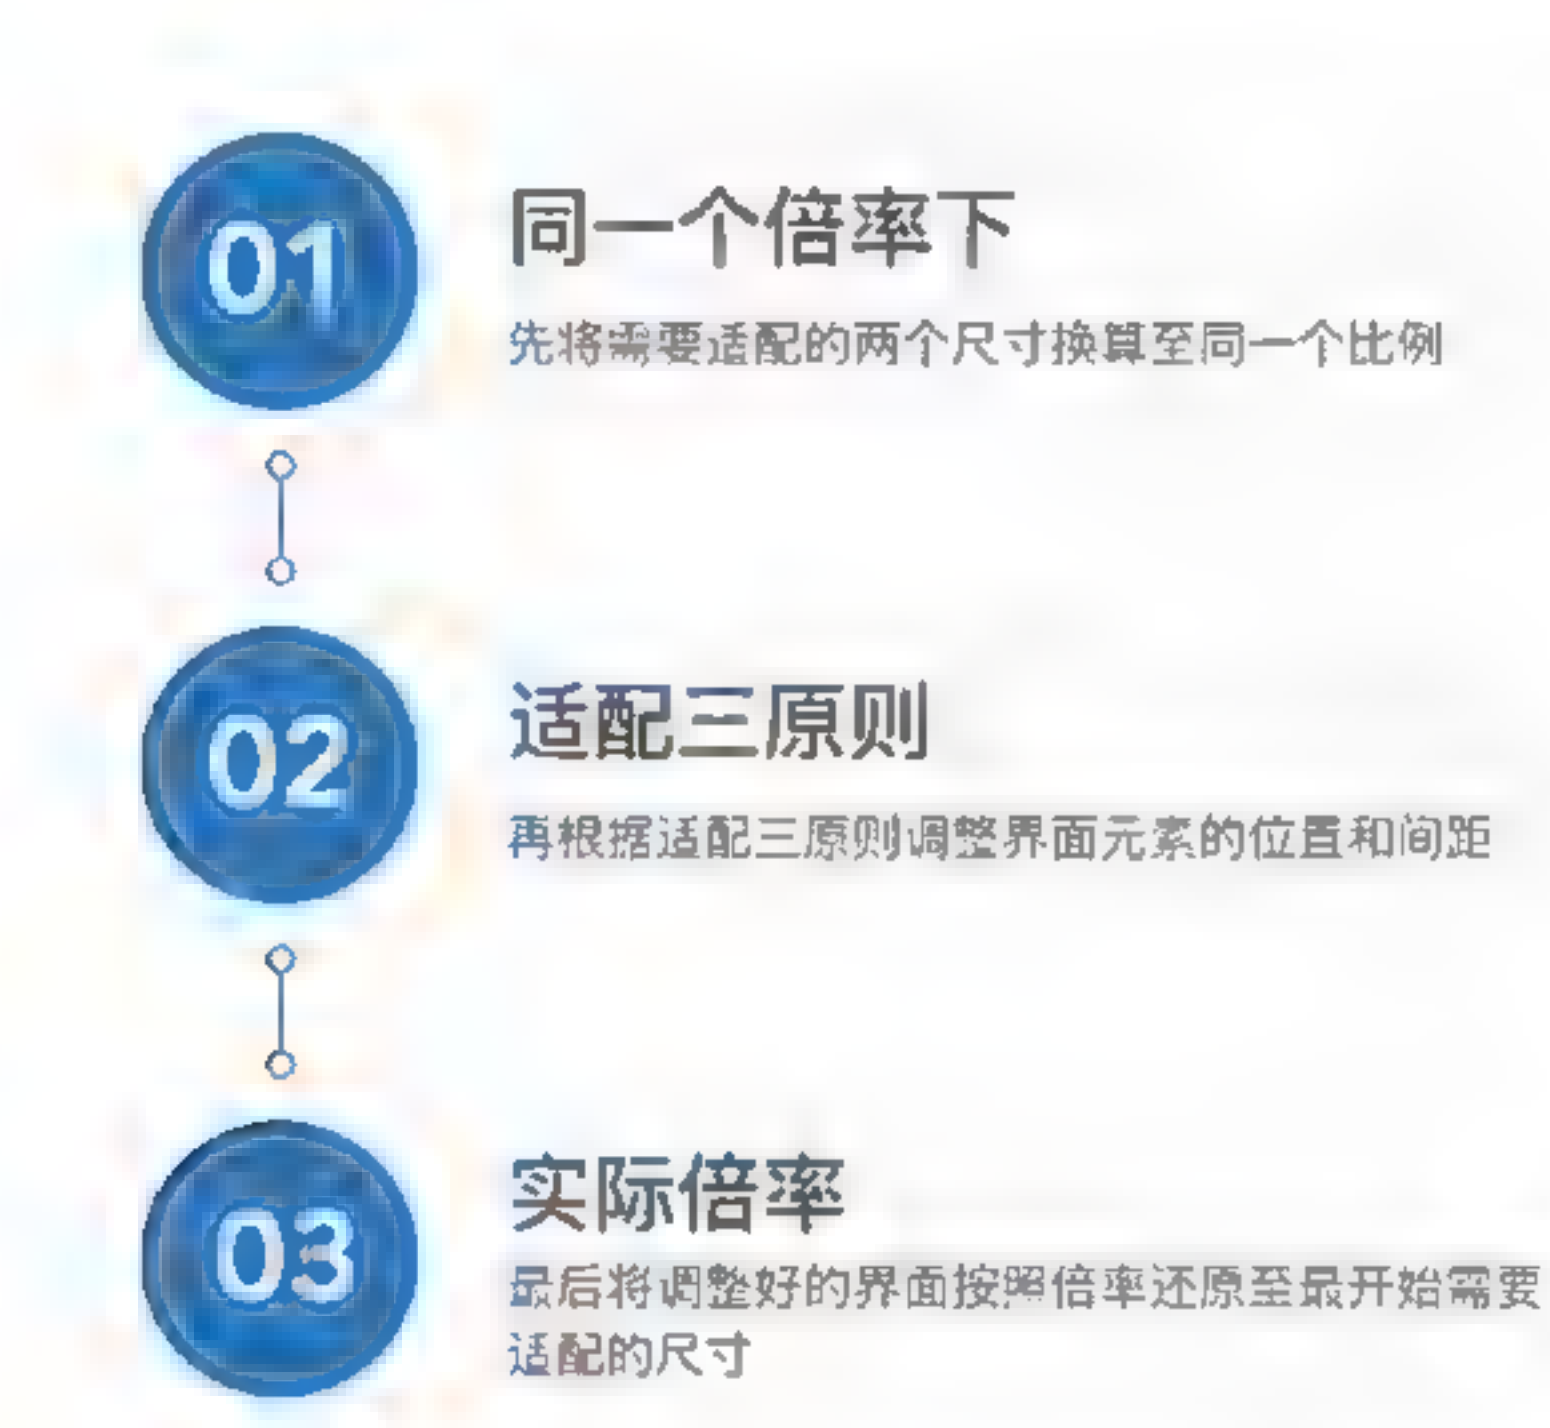 01
同一个倍率下
先将需要适配的两个尺寸换算至同一个比例
02
适配三原则
再根据适配三原则调整界面元素的位置和间距
03
实际倍率
最后将调整好的界面按照倍率还原至最开始需要
适配的尺寸